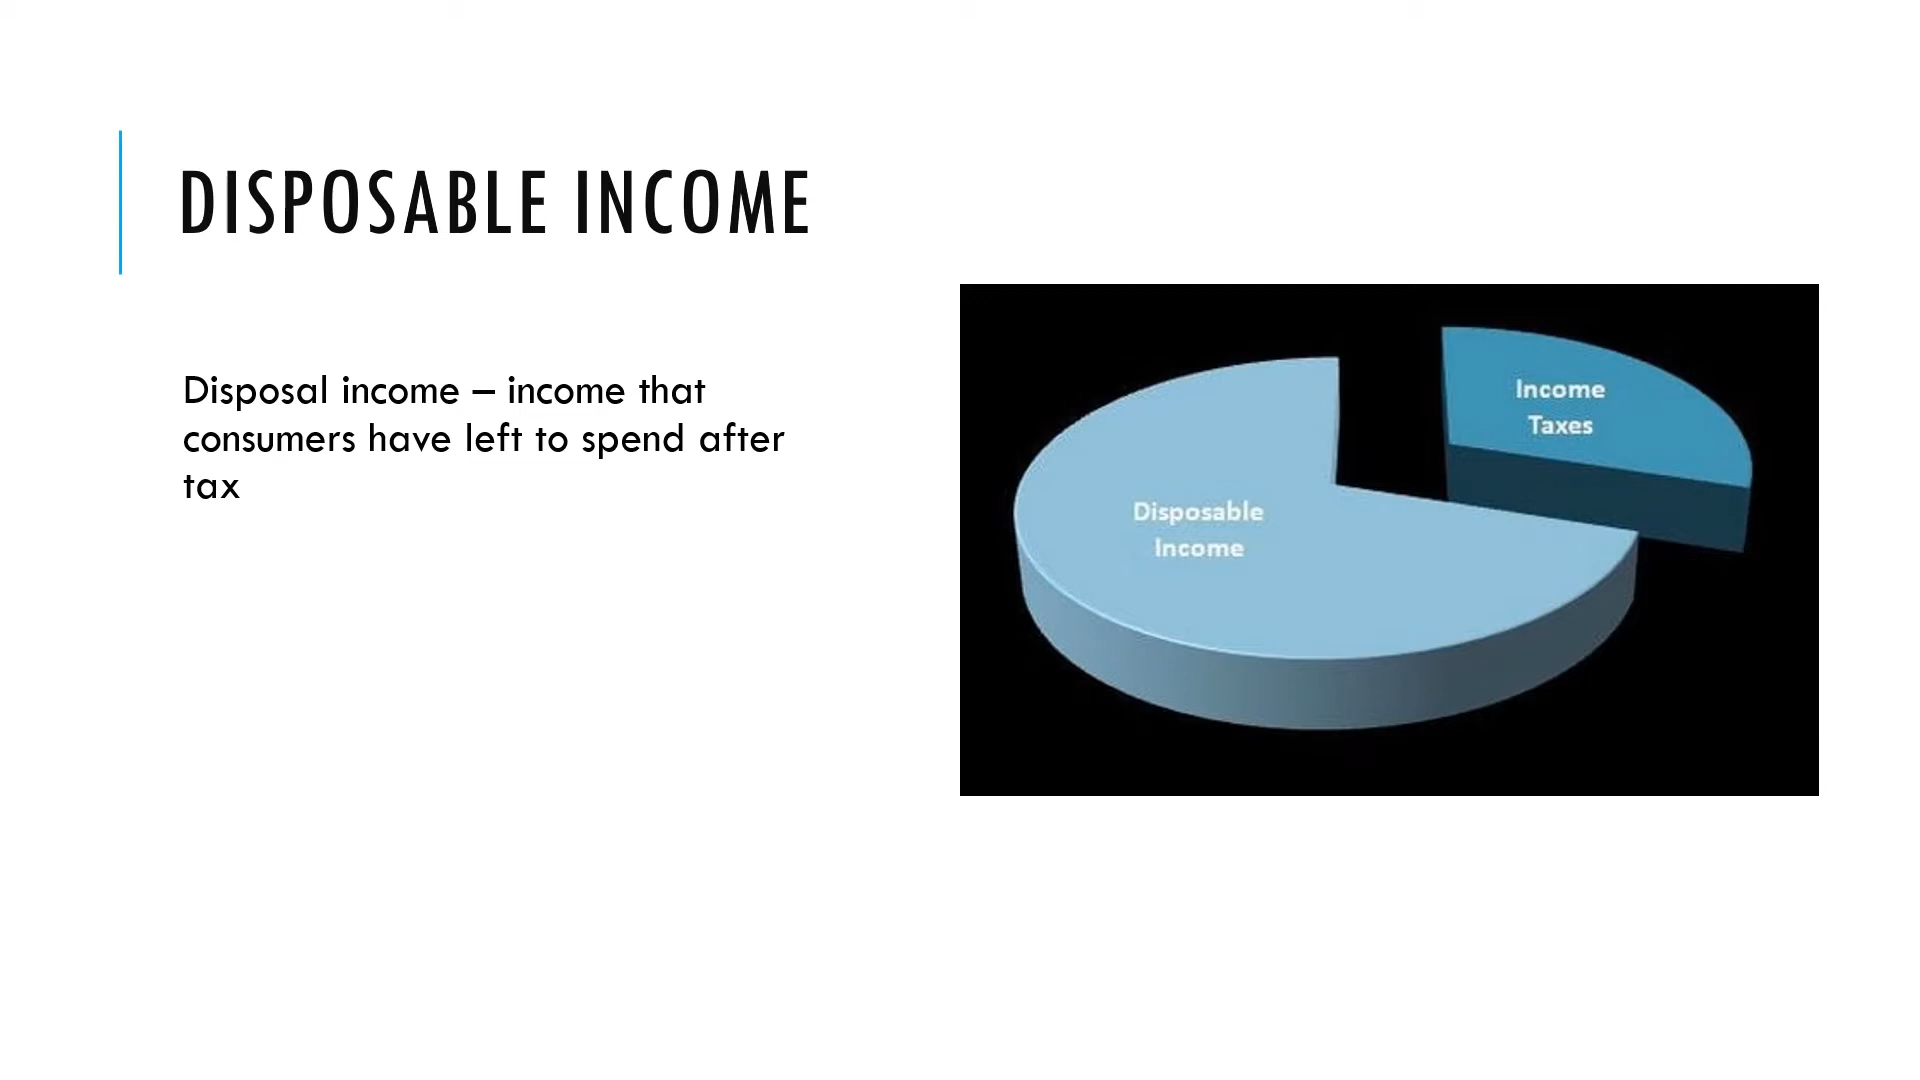 DISPOSABLE INCOME
Disposal income – income that
consumers have left to spend after
tax
Income
Taxes
Disposable
Income